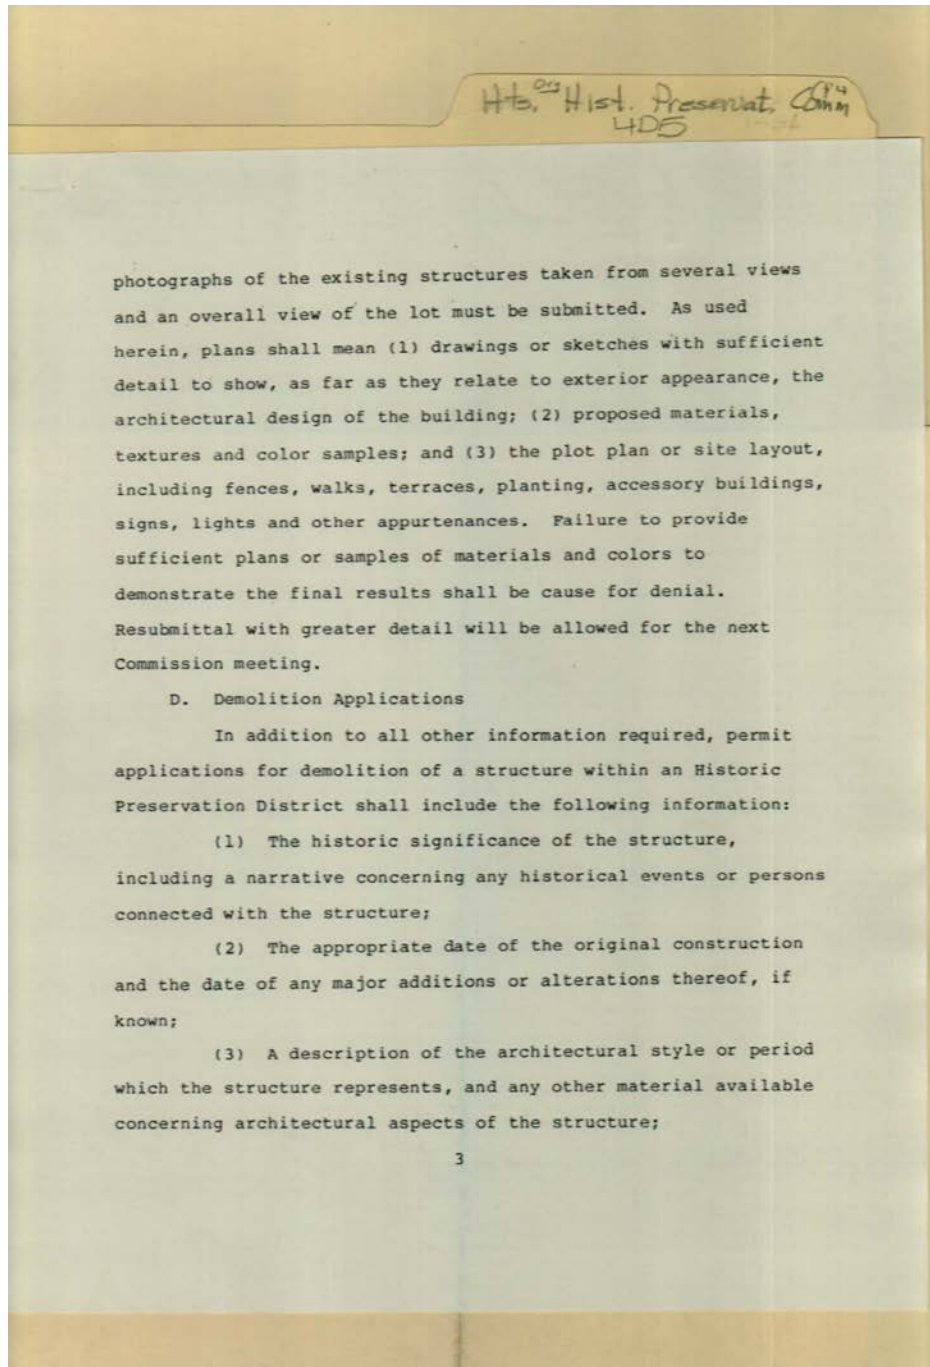 Hts. Org Hist. Preservat. Comm
4D5
photographs of the existing structures taken from several views
and an overall view of the lot must be submitted. As used
herein, plans shall mean (1) drawings or sketches with sufficient
detail to show, as far as they relate to exterior appearance, the
architectural design of the building; (2) proposed materials,
textures and color samples; and (3) the plot plan or site layout,
including fences, walks, terraces, planting, accessory buildings,
signs, lights and other appurtenances. Failure to provide
sufficient plans or samples of materials and colors to
demonstrate the final results shall be cause for denial.
Resubmittal with greater detail will be allowed for the next
Commission meeting.
D. Demolition Applications
In addition to all other information required, permit
applications for demolition of a structure within an Historic
Preservation District shall include the following information:
(1) The historic significance of the structure,
including a narrative concerning any historical events or persons
connected with the structure;
(2) The appropriate date of the original construction
and the date of any major additions or alterations thereof, if
known;
(3) A description of the architectural style or period
which the structure represents, and any other material available
concerning architectural aspects of the structure;
3